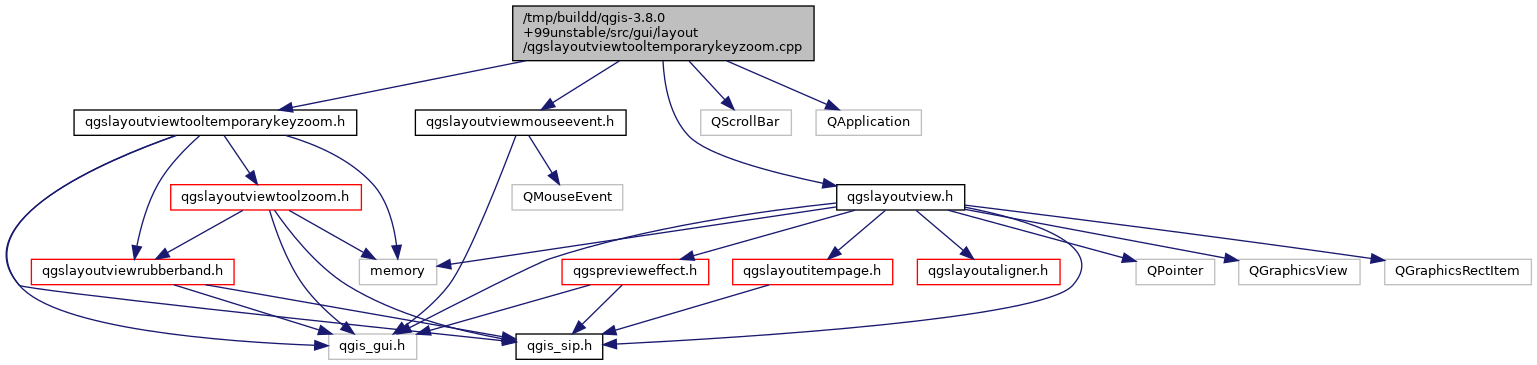 /tmp/buildd/qgis-3.8.0
+99unstable/src/gui/layout
/qgslayoutviewtooltemporarykeyzoom.cpp
qgslayoutviewtooltemporarykeyzoom.h
qgslayoutviewmouseevent.h
QScrollBar
QApplication
qgslayoutviewtoolzoom.h
QMouseEvent
qgslayoutview.h
qgslayoutviewrubberband.h
memory
qgsprevieweffect.h
qgslayoutitempage.h
qgslayoutaligner.h
QPointer
QGraphicsView
QGraphicsRectItem
qgis_gui.h
qgis_sip.h